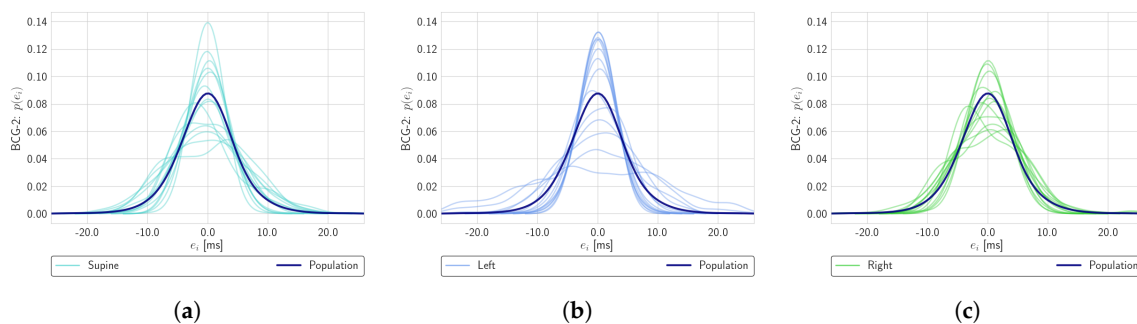 0.14
0.12
0.10
0.08
0.06
0.04
0.02
0.00
BCG-2: p(e_i)
-20.0 -10.0 0.0 10.0 20.0
e_i [ms]
Supine Population
(a)
0.14
0.12
0.10
0.08
0.06
0.04
0.02
0.00
BCG-2: p(e_i)
-20.0 -10.0 0.0 10.0 20.0
e_i [ms]
Left Population
(b)
0.14
0.12
0.10
0.08
0.06
0.04
0.02
0.00
BCG-2: p(e_i)
-20.0 -10.0 0.0 10.0 20.0
e_i [ms]
Right Population
(c)